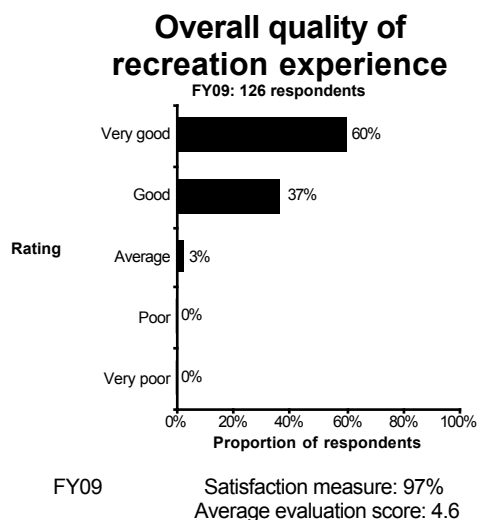 Overall quality of
recreation experience
FY09: 126 respondents
Very good
60%
Good
37%
Rating
Average
3%
Poor
0%
Very poor
0%
0% 20% 40% 60% 80% 100%
Proportion of respondents
FY09 Satisfaction measure: 97%
Average evaluation score: 4.6